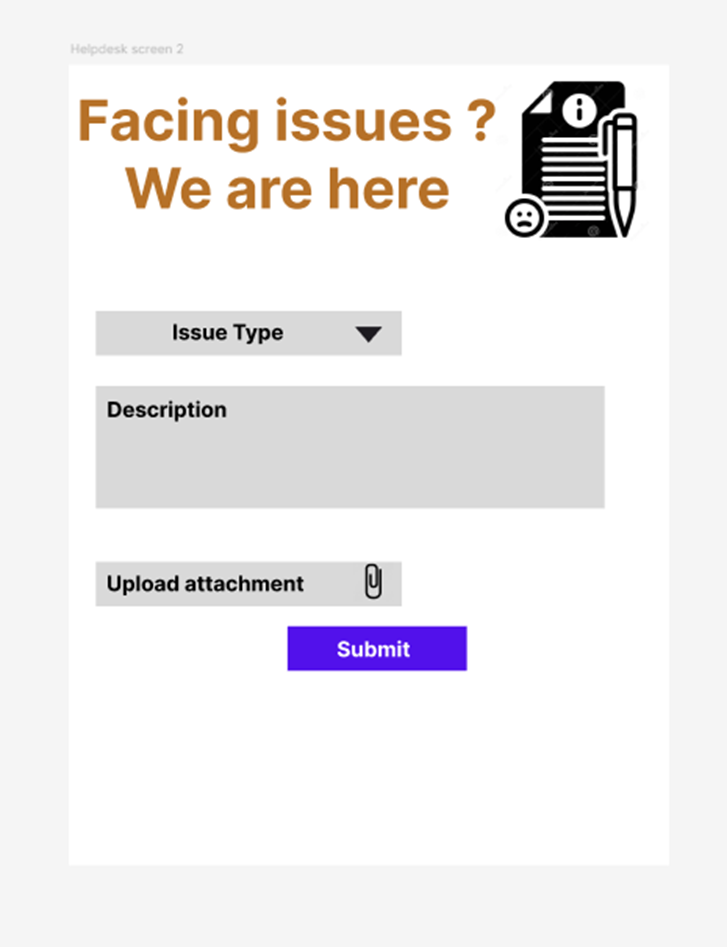 Helpdesk screen 2
Facing issues ?
We are here
Issue Type
Description
Upload attachment
Submit